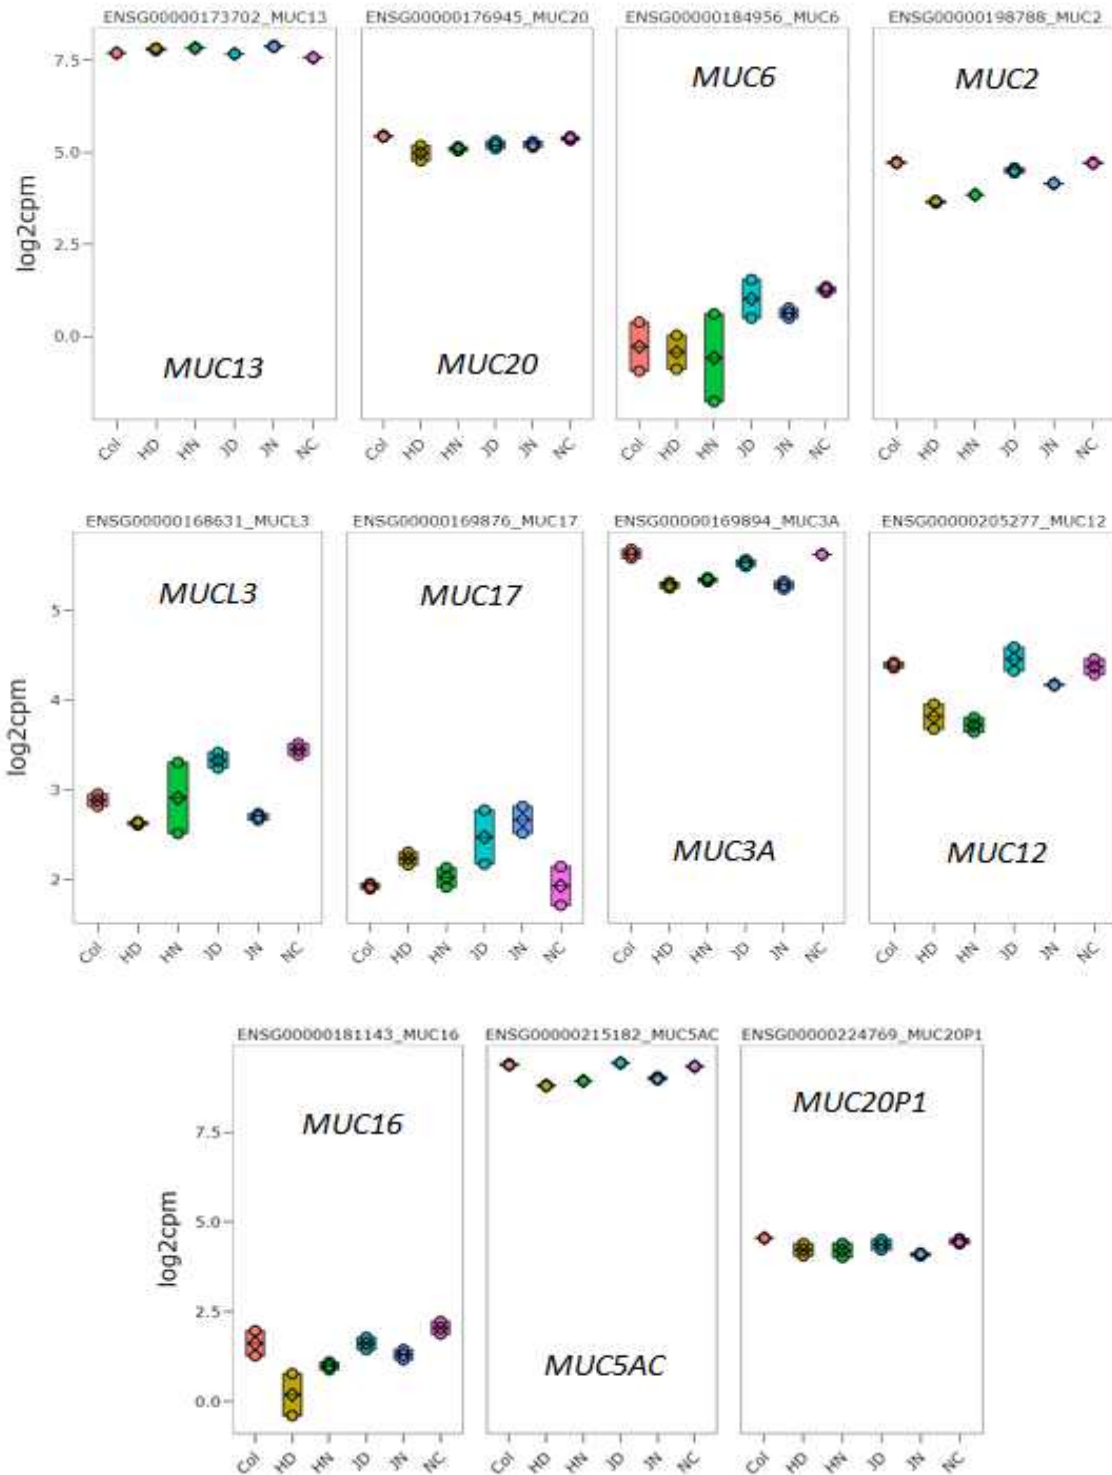 ENSG00000173702_MUC13 ENSG00000176945_MUC20 ENSG00000184956_MUC6 ENSG00000198788_MUC2
7.5
5.0
2.5
0.0
log2cpm
MUC13 MUC20 MUC6 MUC2
Col HD HN JD JN NC Col HD HN JD JN NC Col HD HN JD JN NC Col HD HN JD JN NC
ENSG00000168631_MUCL3 ENSG00000169876_MUC17 ENSG00000169894_MUC3A ENSG00000205277_MUC12
5
4
3
2
log2cpm
MUCL3 MUC17 MUC3A MUC12
Col HD HN JD JN NC Col HD HN JD JN NC Col HD HN JD JN NC Col HD HN JD JN NC
ENSG00000181143_MUC16 ENSG00000215182_MUC5AC ENSG00000224769_MUC20P1
7.5
5.0
2.5
0.0
log2cpm
MUC16 MUC5AC MUC20P1
Col HD HN JD JN NC Col HD HN JD JN NC Col HD HN JD JN NC